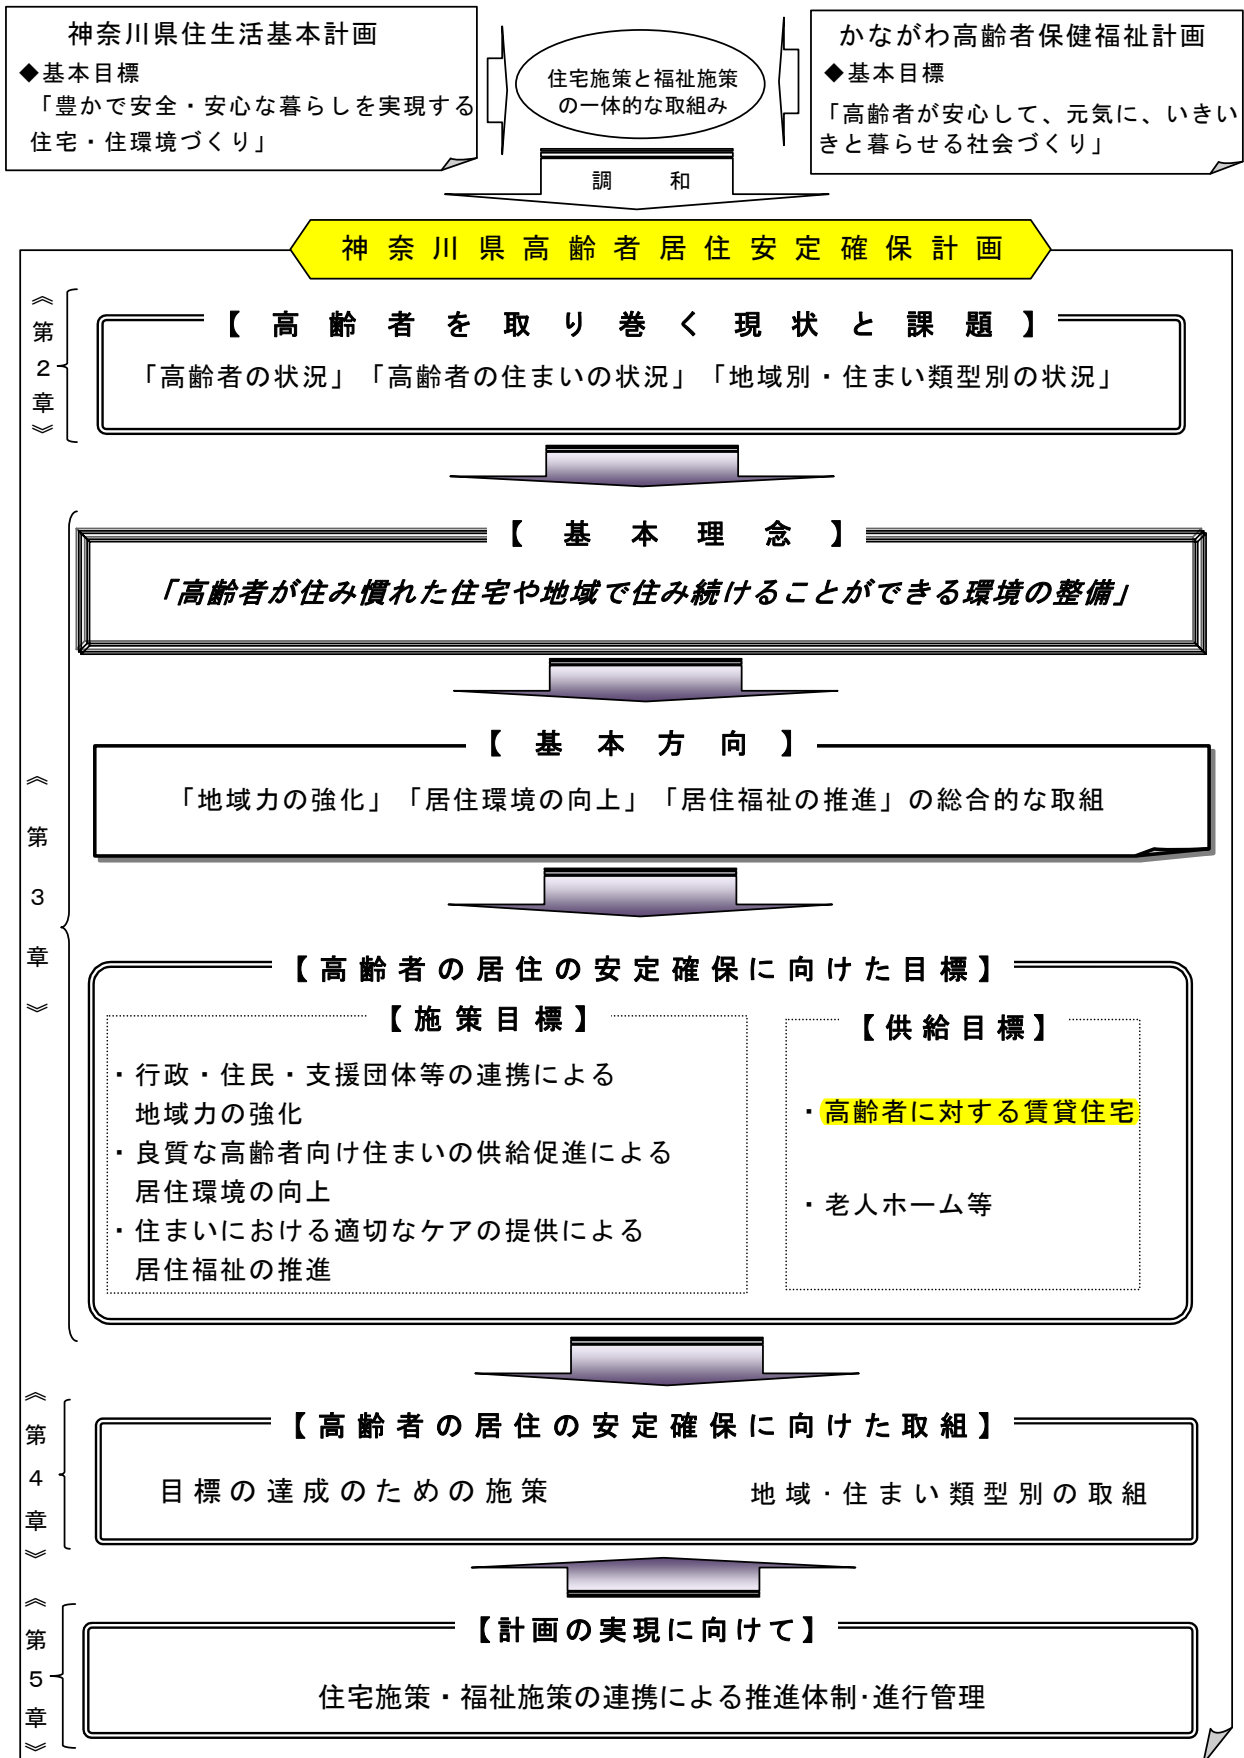 神奈川県住生活基本計画
◆基本目標
「豊かで安全・安心な暮らしを実現する
住宅・住環境づくり」
住宅施策と福祉施策
の一体的な取組み
かながわ高齢者保健福祉計画
◆基本目標
「高齢者が安心して、元気に、いきい
きと暮らせる社会づくり」
調　和
神奈川県高齢者居住安定確保計画
《第２章》
【高齢者を取り巻く現状と課題】
「高齢者の状況」「高齢者の住まいの状況」「地域別・住まい類型別の状況」
《第３章》
【基本理念】
「高齢者が住み慣れた住宅や地域で住み続けることができる環境の整備」
【基本方向】
「地域力の強化」「居住環境の向上」「居住福祉の推進」の総合的な取組
【高齢者の居住の安定確保に向けた目標】
【施策目標】
・行政・住民・支援団体等の連携による
地域力の強化
・良質な高齢者向け住まいの供給促進による
居住環境の向上
・住まいにおける適切なケアの提供による
居住福祉の推進
【供給目標】
・高齢者に対する賃貸住宅
・老人ホーム等
《第４章》
【高齢者の居住の安定確保に向けた取組】
目標の達成のための施策
地域・住まい類型別の取組
《第５章》
【計画の実現に向けて】
住宅施策・福祉施策の連携による推進体制・進行管理